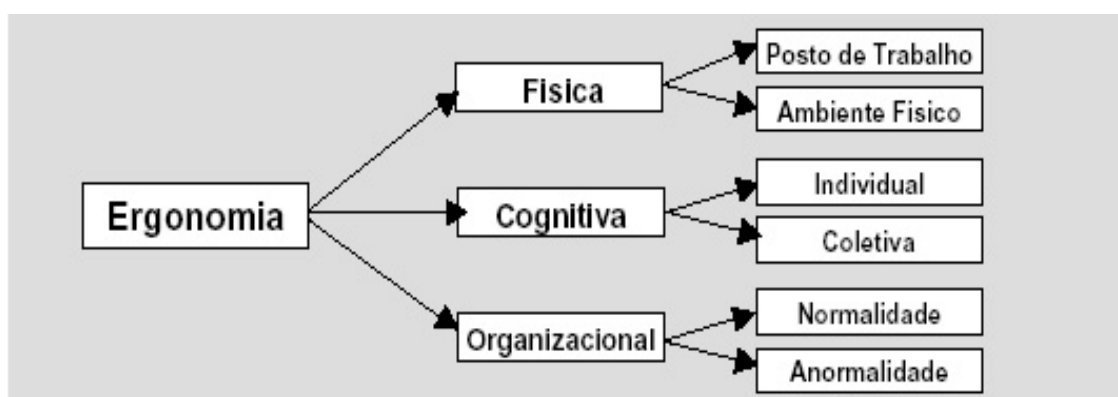 Ergonomia
Fisica
Posto de Trabalho
Ambiente Fisico
Cognitiva
Individual
Coletiva
Organizacional
Normalidade
Anormalidade